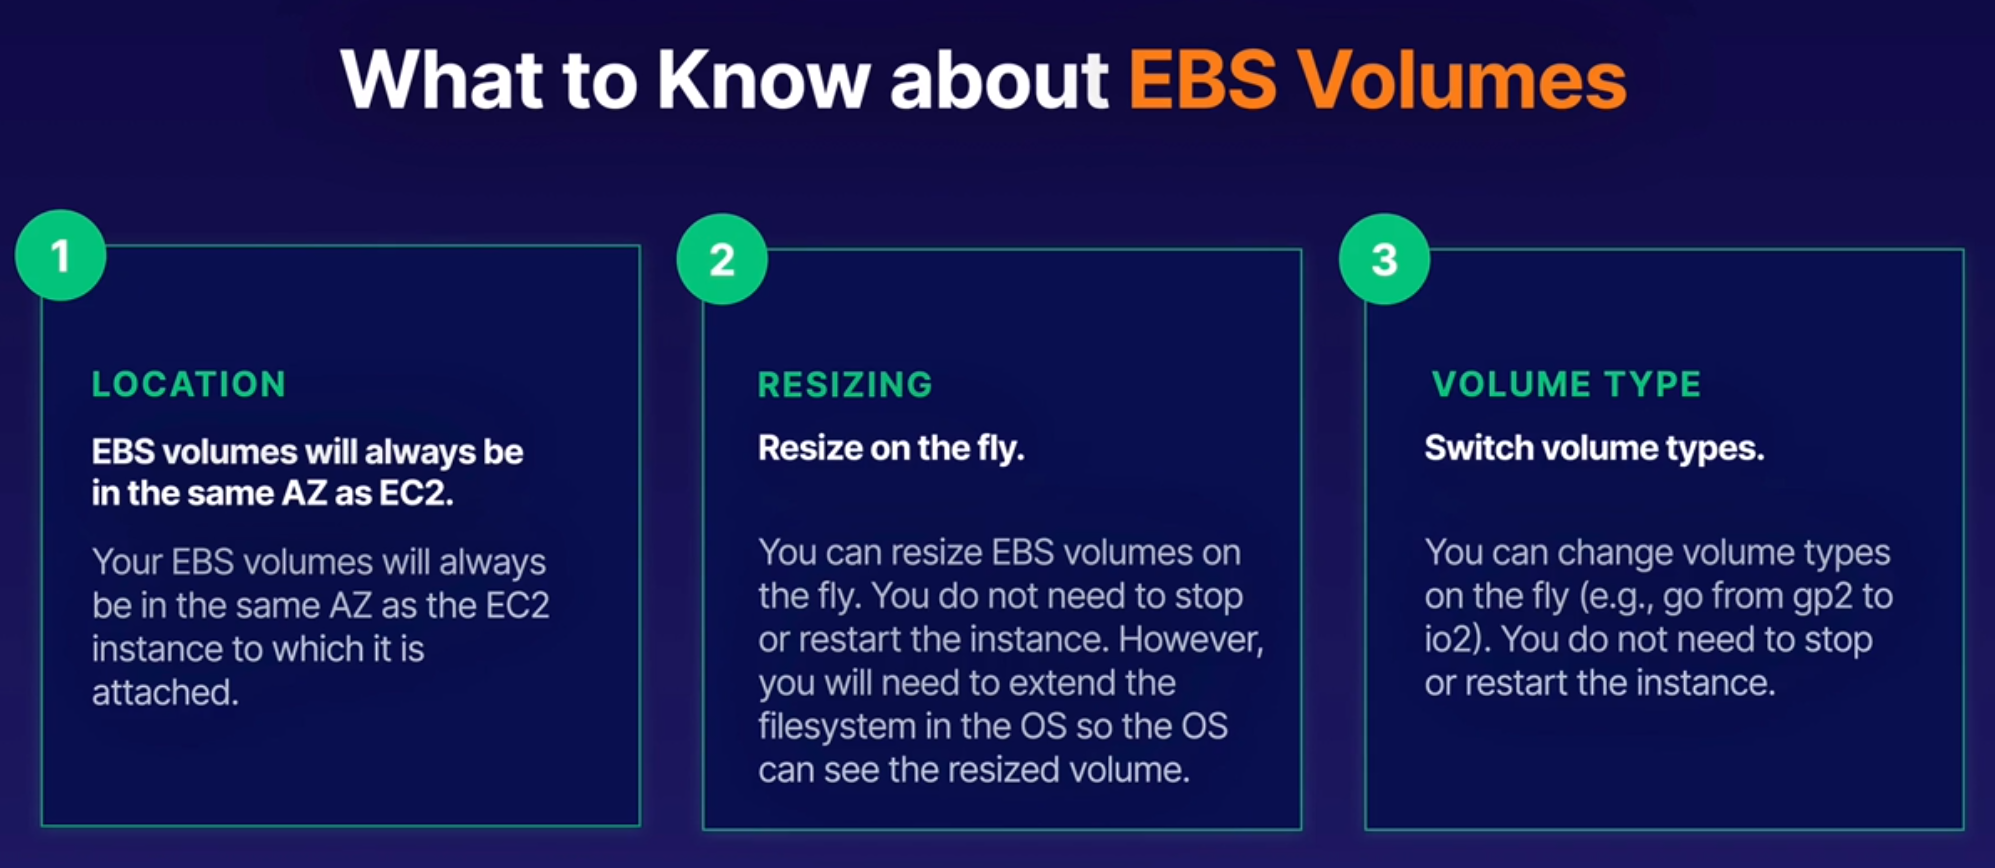 What to Know about EBS Volumes
1
LOCATION
EBS volumes will always be
in the same AZ as EC2.
Your EBS volumes will always
be in the same AZ as the EC2
instance to which it is
attached.
2
RESIZING
Resize on the fly.
You can resize EBS volumes on
the fly. You do not need to stop
or restart the instance. However,
you will need to extend the
filesystem in the OS so the OS
can see the resized volume.
3
VOLUME TYPE
Switch volume types.
You can change volume types
on the fly (e.g., go from gp2 to
io2). You do not need to stop
or restart the instance.